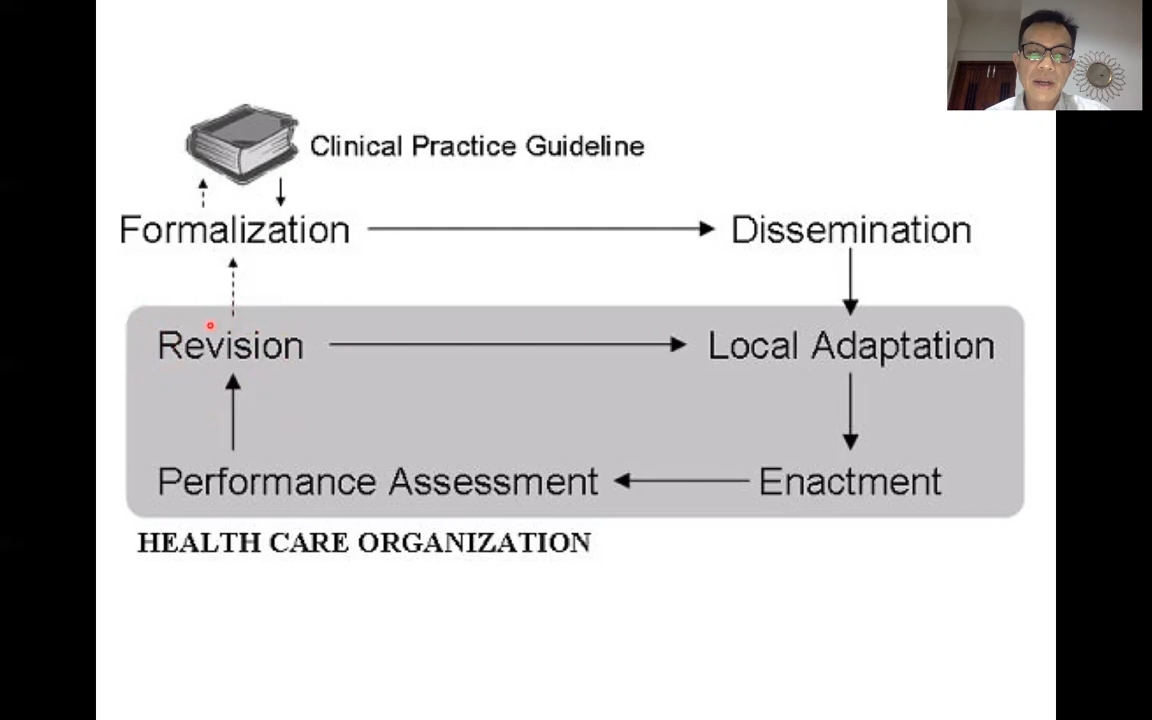 Clinical Practice Guideline
Formalization
Dissemination
Revision
Local Adaptation
Performance Assessment
Enactment
HEALTH CARE ORGANIZATION